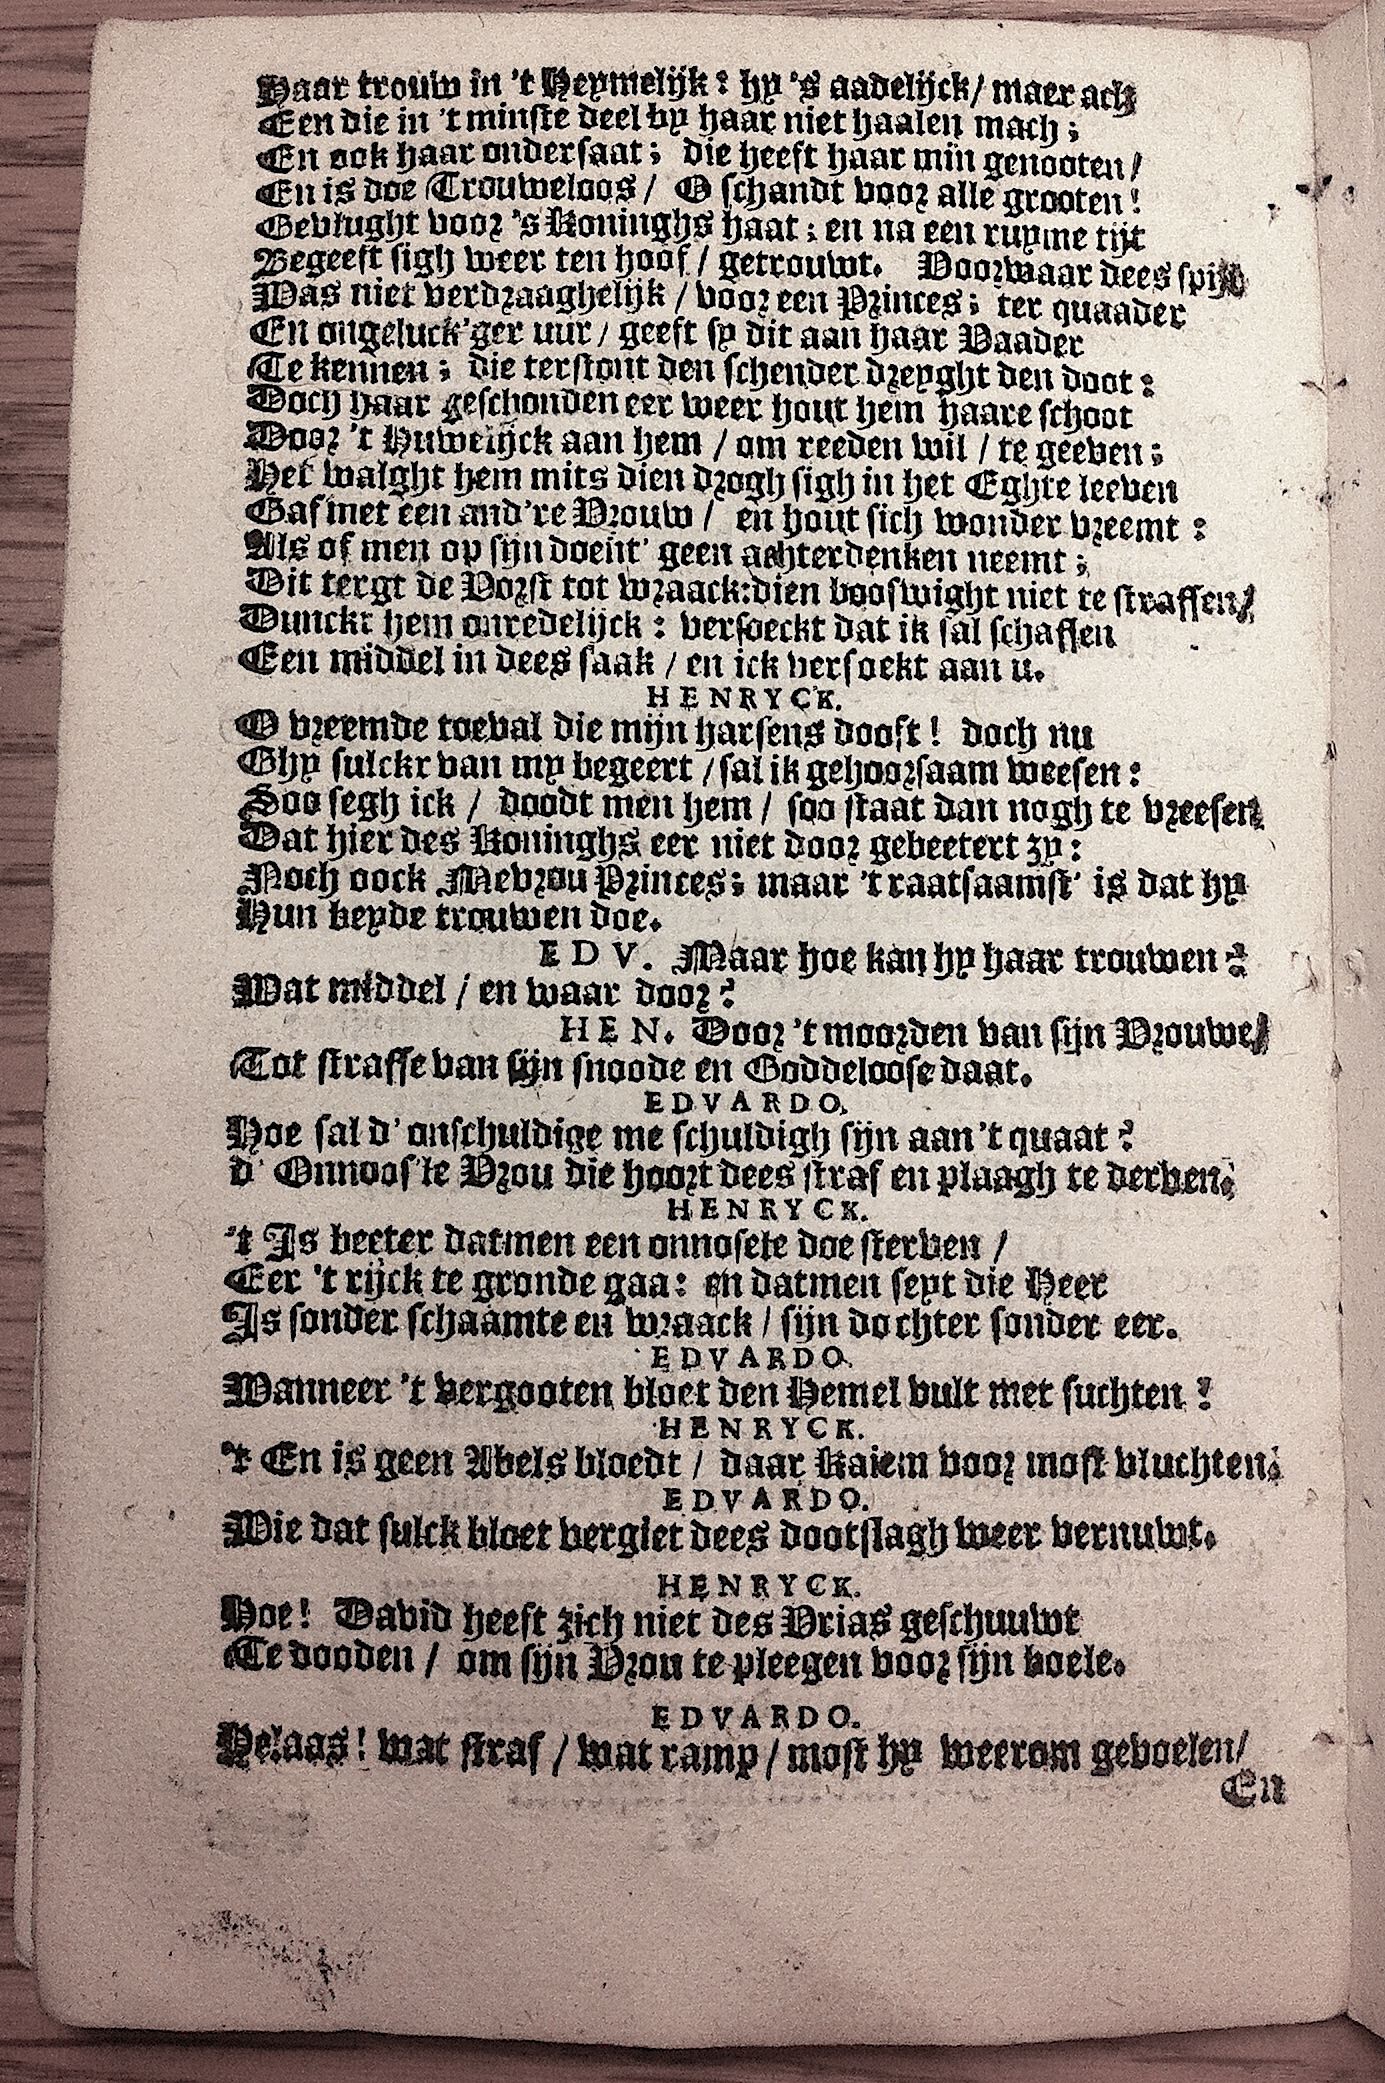 Haar trouw in 't Heymelijk: hy 's aadelijck/ maer ach
Een die in 't minste deel by haar niet haalen mach;
En ook haar ondersaat; die heeft haar min genooten/
En is doe Trouweloos/ O schandt voor alle grooten!
Gevlught voor 's Koninghs haat; en na een ruyme tijt
Begeeft sigh weer ten hoof/ getrouwt. Voorwaar dees spijt
Was niet verdraaghelijk/ voor een Princes; ter quaader
En ongeluck'ger uur/ geeft sy dit aan haar Vaader
Te kennen; die terstont den schender dreyght den doot:
Doch haar geschonden eer weer hout hem haare schoot
Door 't Huwelijck aan hem/ om reeden wil/ te geeven;
Het walght hem mits dien drogh sigh in het Eghte leeven
Gaf met een and're Vrouw/ en hout sich wonder vreemt:
Als of men op sijn doent' geen achterdenken neemt;
Dit tergt de Vorst tot wraack: dien booswight niet te straffen/
Dunckt hem onredelijck: versoeckt dat ik sal schaffen
Een middel in dees saak/ en ick versoekt aan u.
HENRYCK.
O vreemde toeval die mijn harsens dooft! doch nu
Ghy sulckx van my begeert/ sal ik gehoorsaam weesen:
Soo segh ick/ doodt men hem/ soo staat dan nogh te vreesen
Dat hier des Koninghs eer niet door gebeetert zy:
Noch oock Mevrou Princes; maar 't raatsaamst' is dat hy
Hun beyde trouwen doe.
EDV. Maar hoe kan hy haar trouwen?
Wat middel/ en waar door?
HEN. Door 't moorden van sijn Vrouwe/
Tot straffe van sijn snoode en Goddeloose daat.
EDVARDO.
Hoe sal d' onschuldige me schuldigh sijn aan 't quaat?
d' Onnoos'le Vrou die hoort dees straf en plaagh te derven;
HENRYCK.
't Is beeter datmen een onnosele doe sterven/
Eer 't rijck te gronde gaa: en datmen seyt die Heer
Is sonder schaamte en wraack/ sijn dochter sonder eer.
EDVARDO.
Wanneer 't vergooten bloet den Hemel vult met suchten?
HENRYCK.
't En is geen Abels bloedt/ daar Kaiem voor most vluchten;
EDVARDO.
Wie dat sulck bloet vergiet dees dootslagh weer vernuwt.
HENRYCK.
Hoe! David heeft zich niet des Vrias geschuuwt
Te dooden/ om sijn Vrou te pleegen voor sijn boele.
EDVARDO.
Helaas! wat straf/ wat ramp/ most hy weerom gevoelen/
En